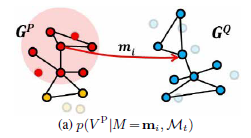 G^P
m_i
G^Q
(a) p(V^P|M = m_i, M_t)